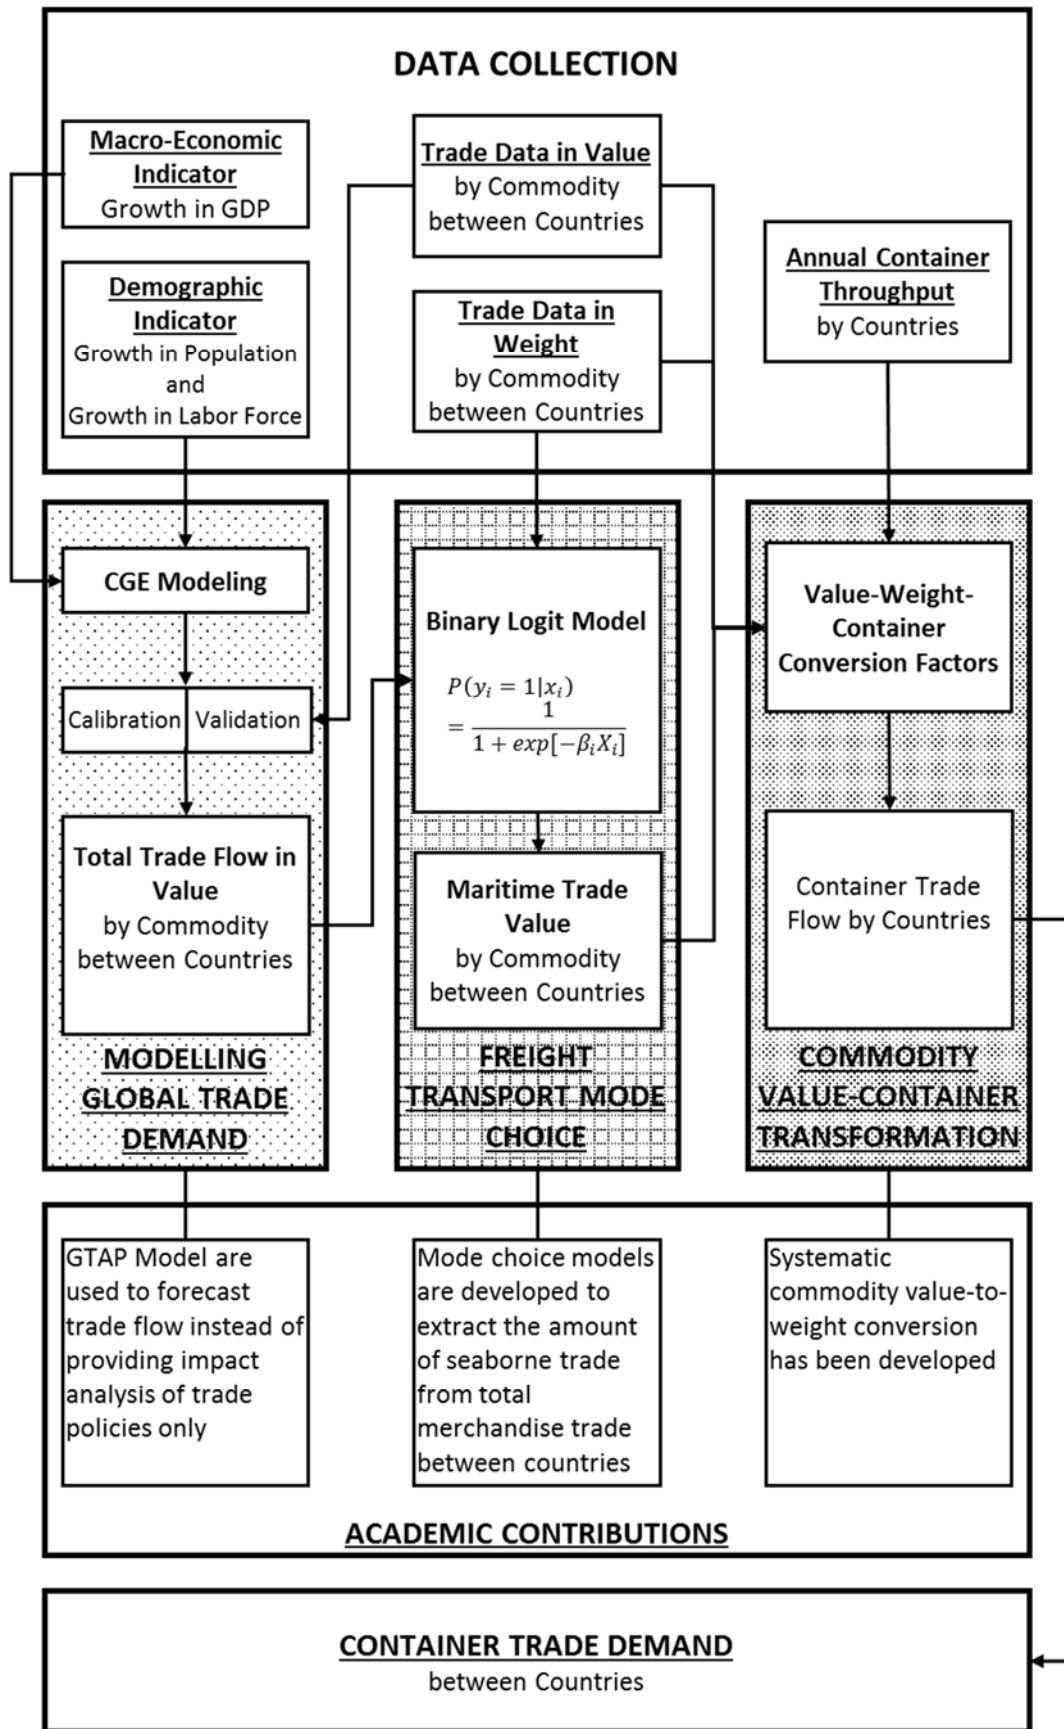 DATA COLLECTION
Macro-Economic
Indicator
Growth in GDP
Demographic
Indicator
Growth in Population
and
Growth in Labor Force
Trade Data in Value
by Commodity
between Countries
Trade Data in
Weight
by Commodity
between Countries
Annual Container
Throughput
by Countries
CGE Modeling
Calibration
Validation
Total Trade Flow in
Value
by Commodity
between Countries
MODELLING
GLOBAL TRADE
DEMAND
Binary Logit Model
P(y_i = 1|x_i)
= \frac{1}{1 + exp[-β_iX_i]}
Maritime Trade
Value
by Commodity
between Countries
FREIGHT
TRANSPORT MODE
CHOICE
Value-Weight-
Container
Conversion Factors
Container Trade
Flow by Countries
COMMODITY
VALUE-CONTAINER
TRANSFORMATION
GTAP Model are
used to forecast
trade flow instead of
providing impact
analysis of trade
policies only
Mode choice models
are developed to
extract the amount
of seaborne trade
from total
merchandise trade
between countries
Systematic
commodity value-to-
weight conversion
has been developed
ACADEMIC CONTRIBUTIONS
CONTAINER TRADE DEMAND
between Countries